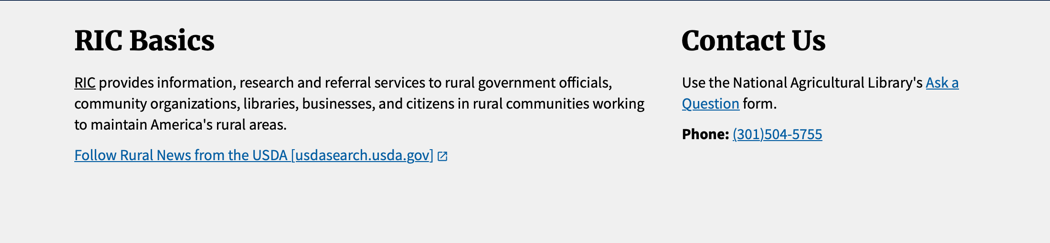 RIC Basics
RIC provides information, research and referral services to rural government officials,
community organizations, libraries, businesses, and citizens in rural communities working
to maintain America's rural areas.
Follow Rural News from the USDA [usdasearch.usda.gov]
Contact Us
Use the National Agricultural Library's Ask a
Question form.
Phone: (301)504-5755